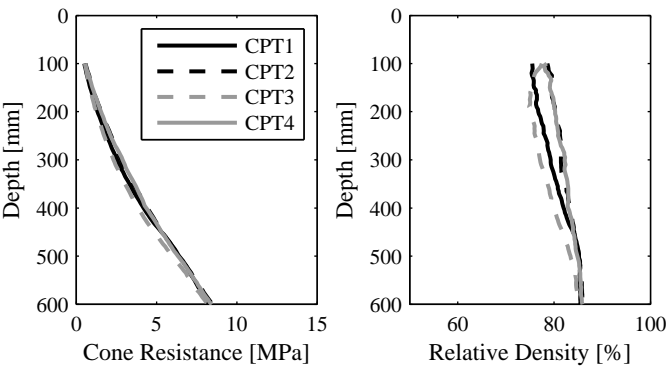 0
100
200
300
400
500
600
Depth [mm]
0
5
10
15
Cone Resistance [MPa]
CPT1
CPT2
CPT3
CPT4
0
100
200
300
400
500
600
Depth [mm]
60
80
100
Relative Density [%]